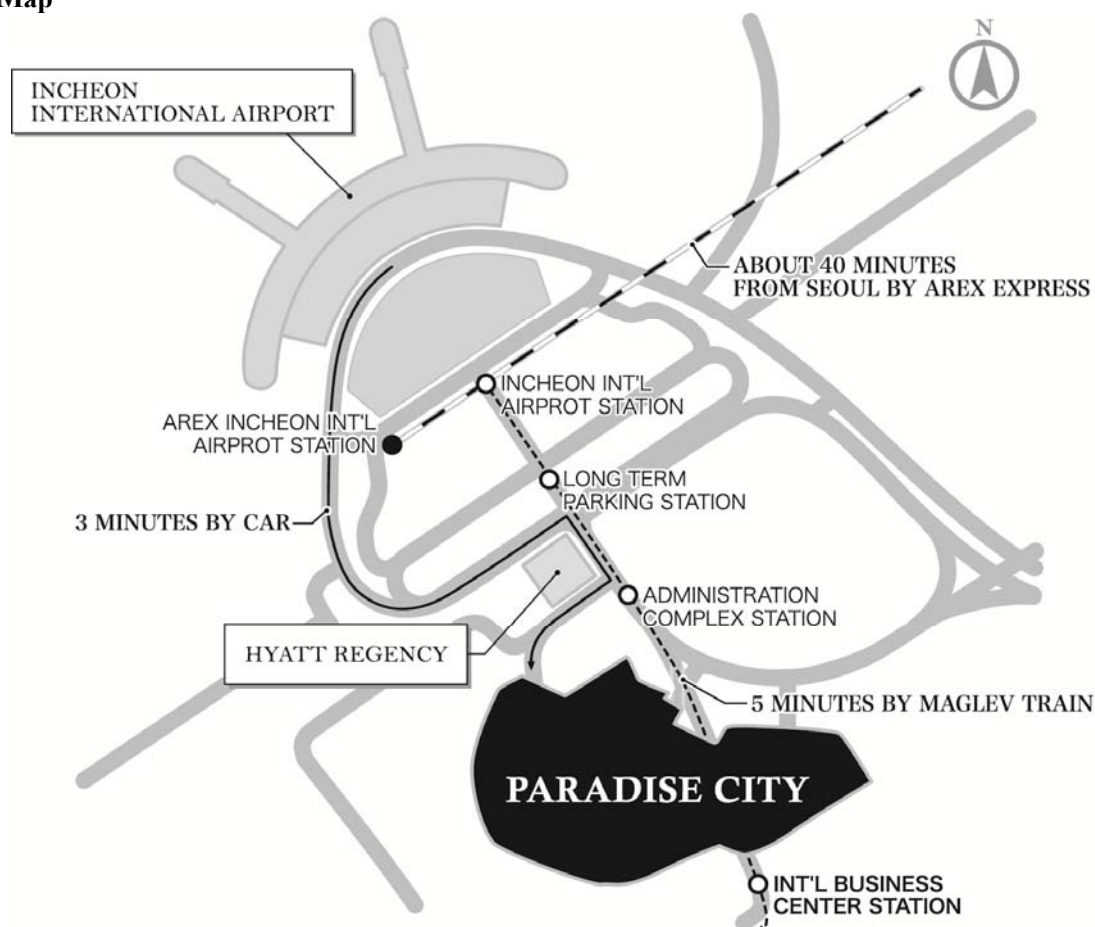 Map
N
INCHEON
INTERNATIONAL AIRPORT
ABOUT 40 MINUTES
FROM SEOUL BY AREX EXPRESS
INCHEON INT'L
AIRPROT STATION
AREX INCHEON INT'L
AIRPROT STATION
LONG TERM
PARKING STATION
3 MINUTES BY CAR
ADMINISTRATION
COMPLEX STATION
HYATT REGENCY
5 MINUTES BY MAGLEV TRAIN
PARADISE CITY
INT'L BUSINESS
CENTER STATION